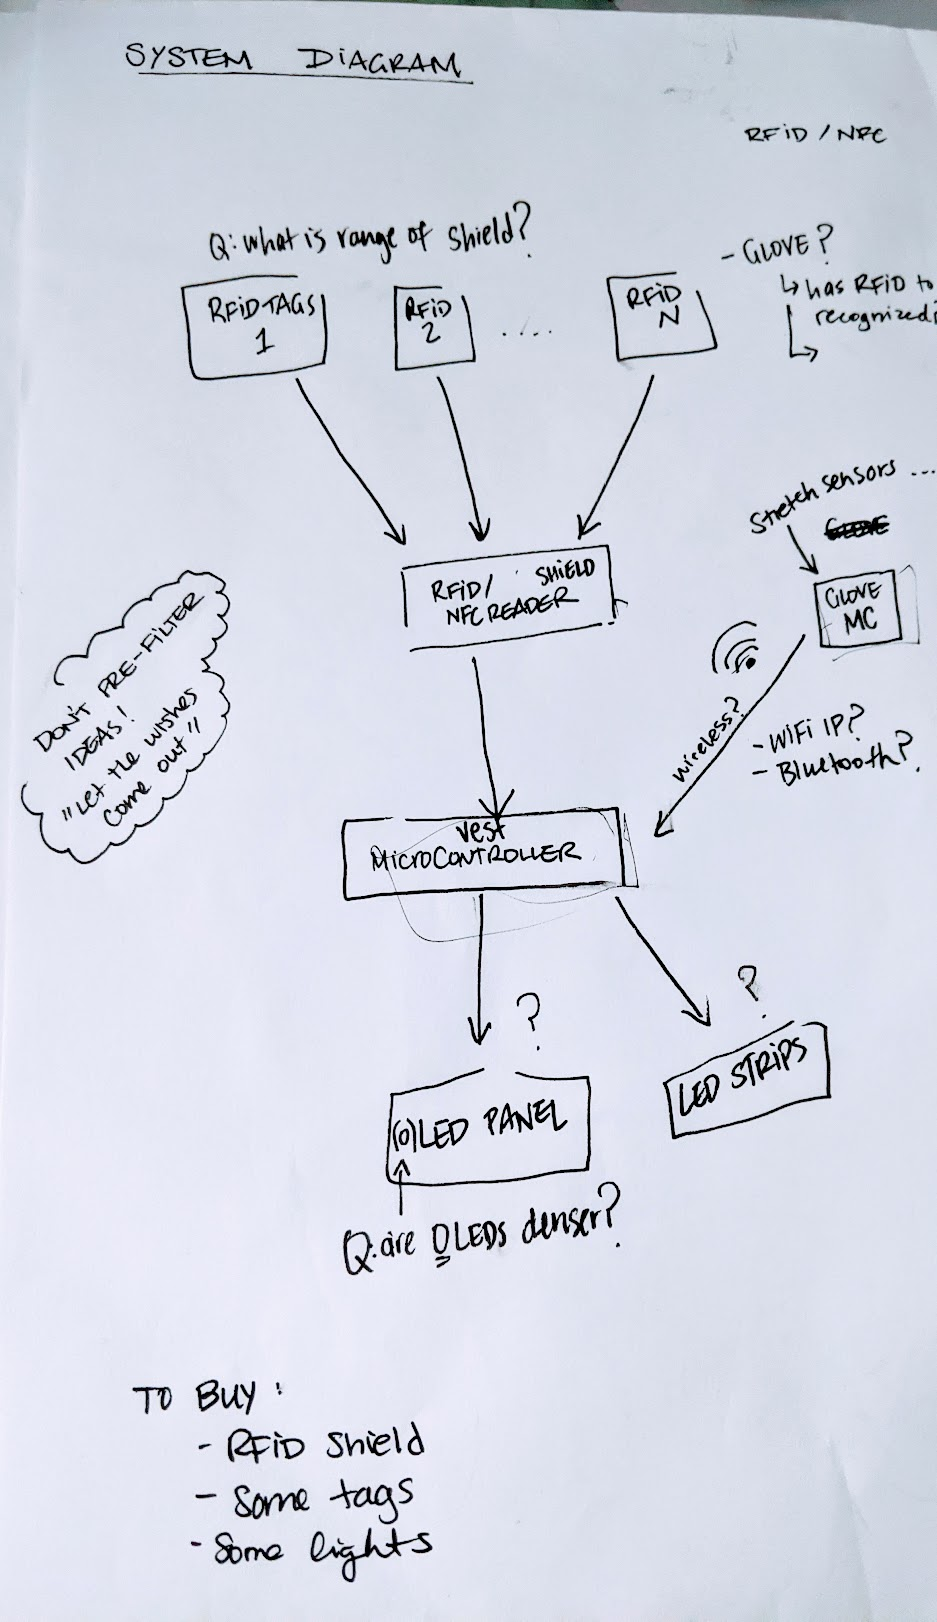 SYSTEM DIAGRAM
RFiD / NFC
Q: What is range of shield?
- GLOVE?
↳ has RFiD to
recognized
RFiD TAGS
1
RFiD
2
.....
RFiD
N
Stretch sensors ...
GLOVE
MC
RFiD/ SHiELD
NFC READER
DON'T PRE-FILTER
IDEAS!
"Let the wishes
come out"
wireless?
- WiFi IP?
- Bluetooth?
Vest
MicroCONTROLLER
?
?
(O)LED PANEL
LED STRiPS
Q: are OLEDs denser?
TO BUY :
- RFiD Shield
- Some tags
- Some lights